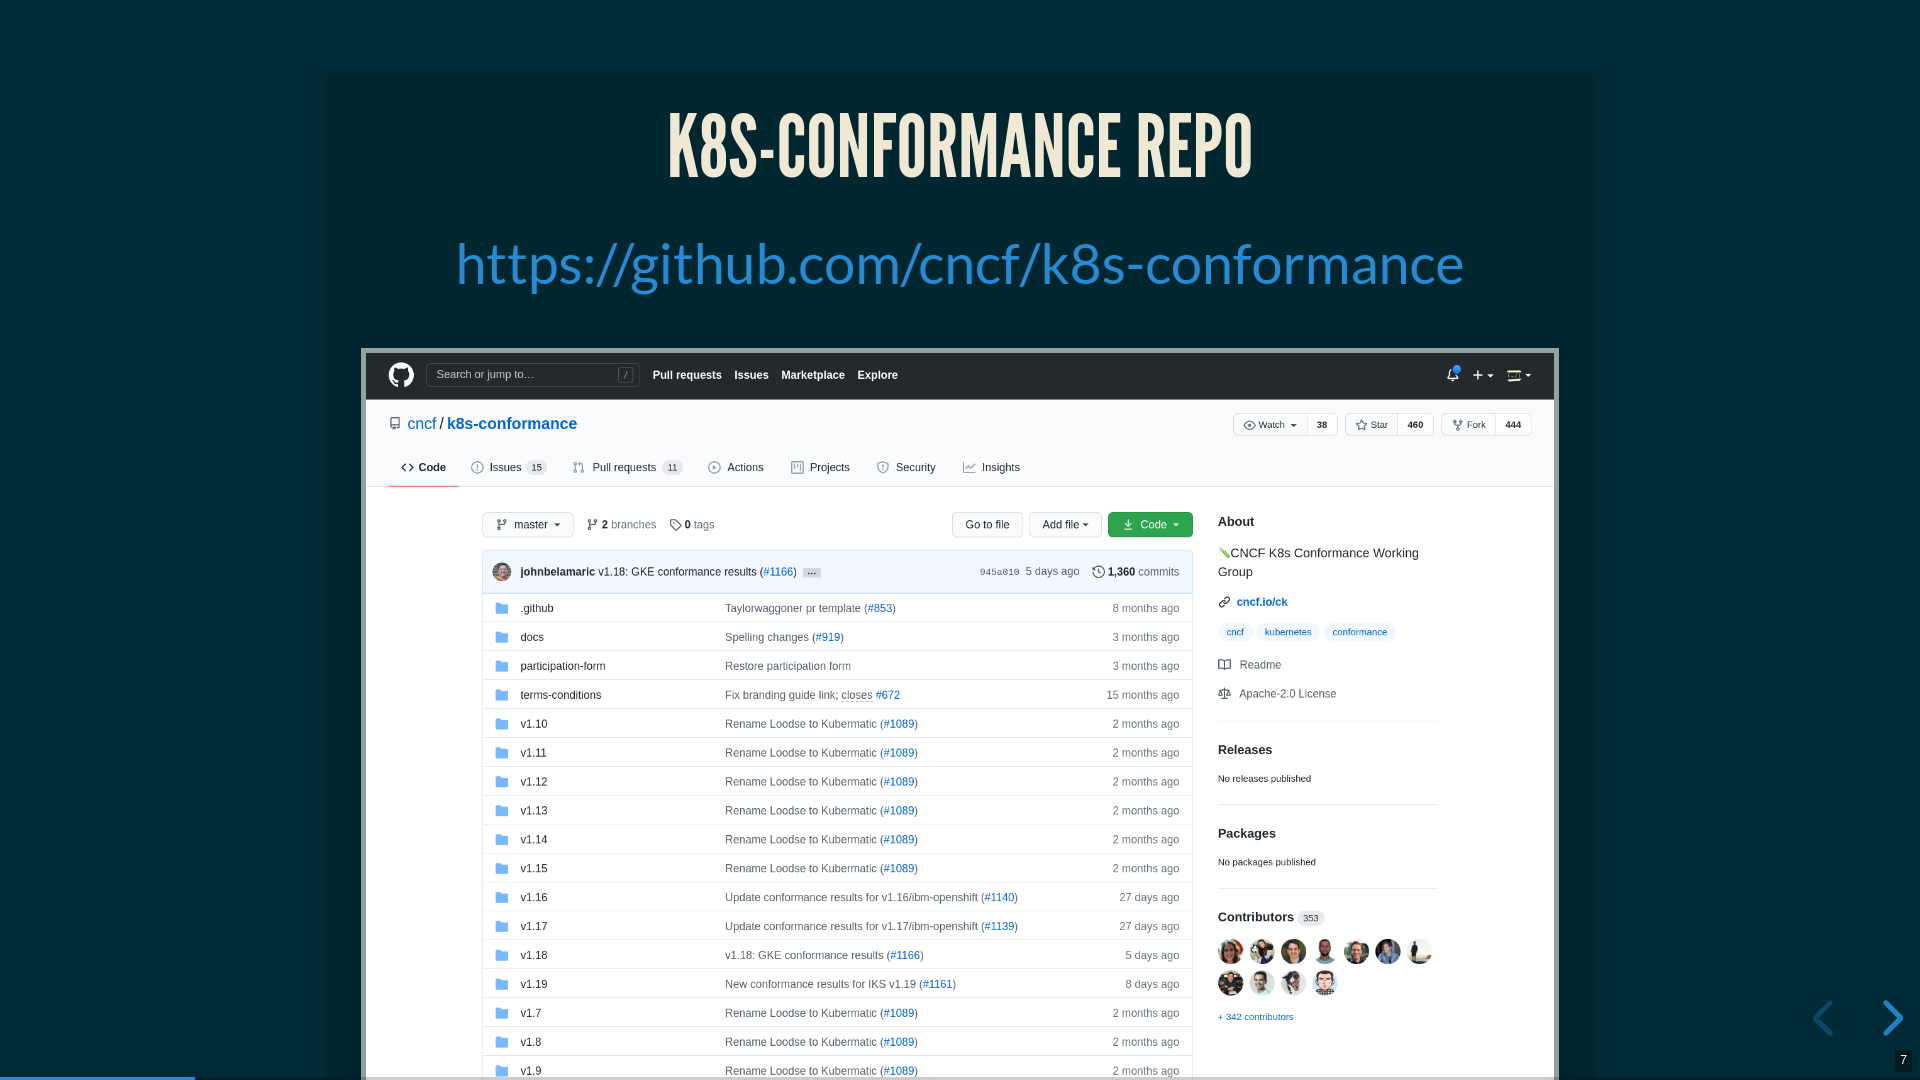 K8S-CONFORMANCE REPO
https://github.com/cncf/k8s-conformance
Search or jump to… /
Pull requests Issues Marketplace Explore
cncf / k8s-conformance
Watch 38 Star 460 Fork 444
Code Issues 15 Pull requests 11 Actions Projects Security Insights
master 2 branches 0 tags Go to file Add file Code
johnbelamaric v1.18: GKE conformance results (#1166) … 945a010 5 days ago 1,360 commits
.github Taylorwaggoner pr template (#853) 8 months ago
docs Spelling changes (#919) 3 months ago
participation-form Restore participation form 3 months ago
terms-conditions Fix branding guide link; closes #672 15 months ago
v1.10 Rename Loodse to Kubermatic (#1089) 2 months ago
v1.11 Rename Loodse to Kubermatic (#1089) 2 months ago
v1.12 Rename Loodse to Kubermatic (#1089) 2 months ago
v1.13 Rename Loodse to Kubermatic (#1089) 2 months ago
v1.14 Rename Loodse to Kubermatic (#1089) 2 months ago
v1.15 Rename Loodse to Kubermatic (#1089) 2 months ago
v1.16 Update conformance results for v1.16/ibm-openshift (#1140) 27 days ago
v1.17 Update conformance results for v1.17/ibm-openshift (#1139) 27 days ago
v1.18 v1.18: GKE conformance results (#1166) 5 days ago
v1.19 New conformance results for IKS v1.19 (#1161) 8 days ago
v1.7 Rename Loodse to Kubermatic (#1089) 2 months ago
v1.8 Rename Loodse to Kubermatic (#1089) 2 months ago
v1.9 Rename Loodse to Kubermatic (#1089) 2 months ago
About
CNCF K8s Conformance Working
Group
cncf.io/ck
cncf kubernetes conformance
Readme
Apache-2.0 License
Releases
No releases published
Packages
No packages published
Contributors 353
+ 342 contributors
7